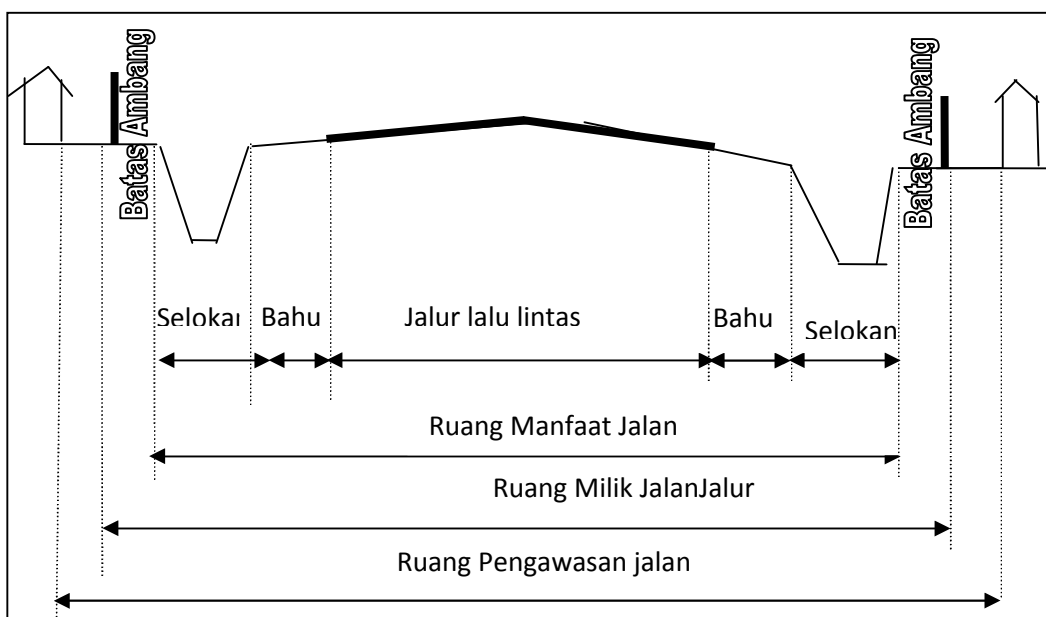 Batas Ambang
Batas Ambang
Selokan
Bahu
Jalur lalu lintas
Bahu
Selokan
Ruang Manfaat Jalan
Ruang Milik JalanJalur
Ruang Pengawasan jalan